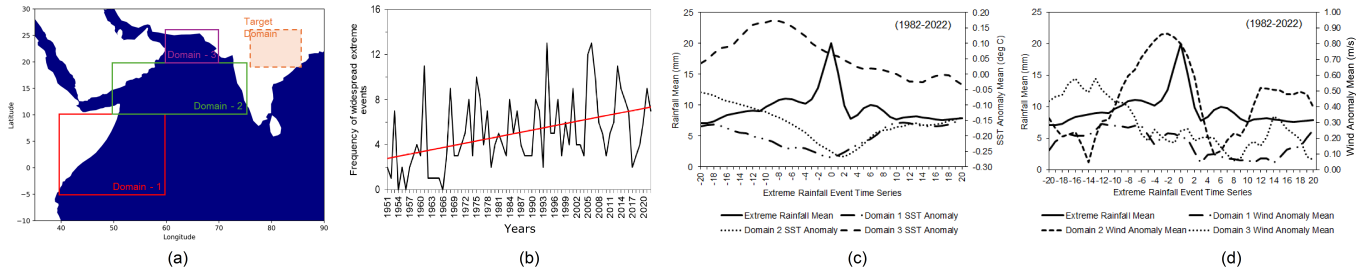 30
25
20
15
10
5
0
−5
−10
Latitude
40 50 60 70 80 90
Longitude
Target
Domain
Domain - 3
Domain - 2
Domain - 1
(a)
Frequency of widespread extreme
events
16
12
8
4
0
1951
1954
1957
1960
1963
1966
1969
1972
1975
1978
1981
1984
1987
1990
1993
1996
1999
2002
2005
2008
2011
2014
2017
2020
Years
(b)
(1982-2022)
Rainfall Mean (mm)
25
20
15
10
5
0
SST Anomaly Mean (deg C)
0.20
0.15
0.10
0.05
0.00
-0.05
-0.10
-0.15
-0.20
-0.25
-0.30
-20 -18 -16 -14 -12 -10 -8 -6 -4 -2 0 2 4 6 8 10 12 14 16 18 20
Extreme Rainfall Event Time Series
Extreme Rainfall Mean
Domain 1 SST Anomaly
Domain 2 SST Anomaly
Domain 3 SST Anomaly
(c)
(1982-2022)
Rainfall Mean (mm)
25
20
15
10
5
0
Wind Anomaly Mean (m/s)
1.00
0.90
0.80
0.70
0.60
0.50
0.40
0.30
0.20
0.10
0.00
-20 -18 -16 -14 -12 -10 -8 -6 -4 -2 0 2 4 6 8 10 12 14 16 18 20
Extreme Rainfall Event Time Series
Extreme Rainfall Mean
Domain 1 Wind Anomaly Mean
Domain 2 Wind Anomaly Mean
Domain 3 Wind Anomaly Mean
(d)